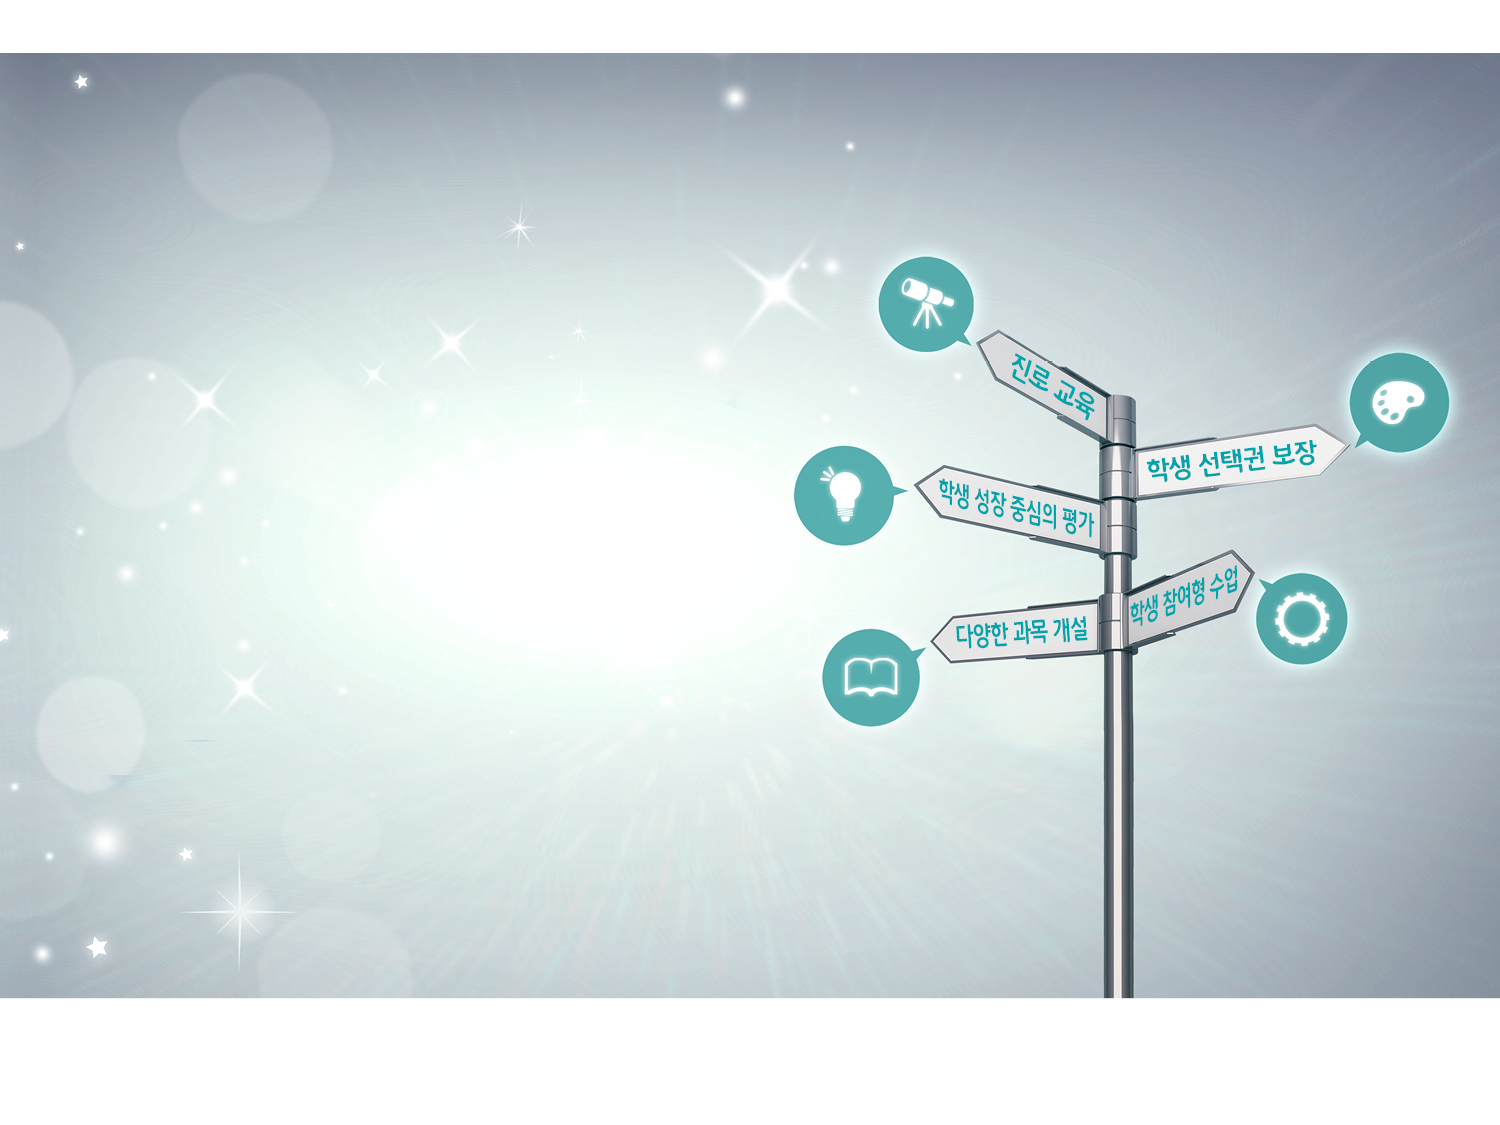 진로 교육
학생 선택권 보장
학생 성장 중심의 평가
학생 참여형 수업
다양한 과목 개설